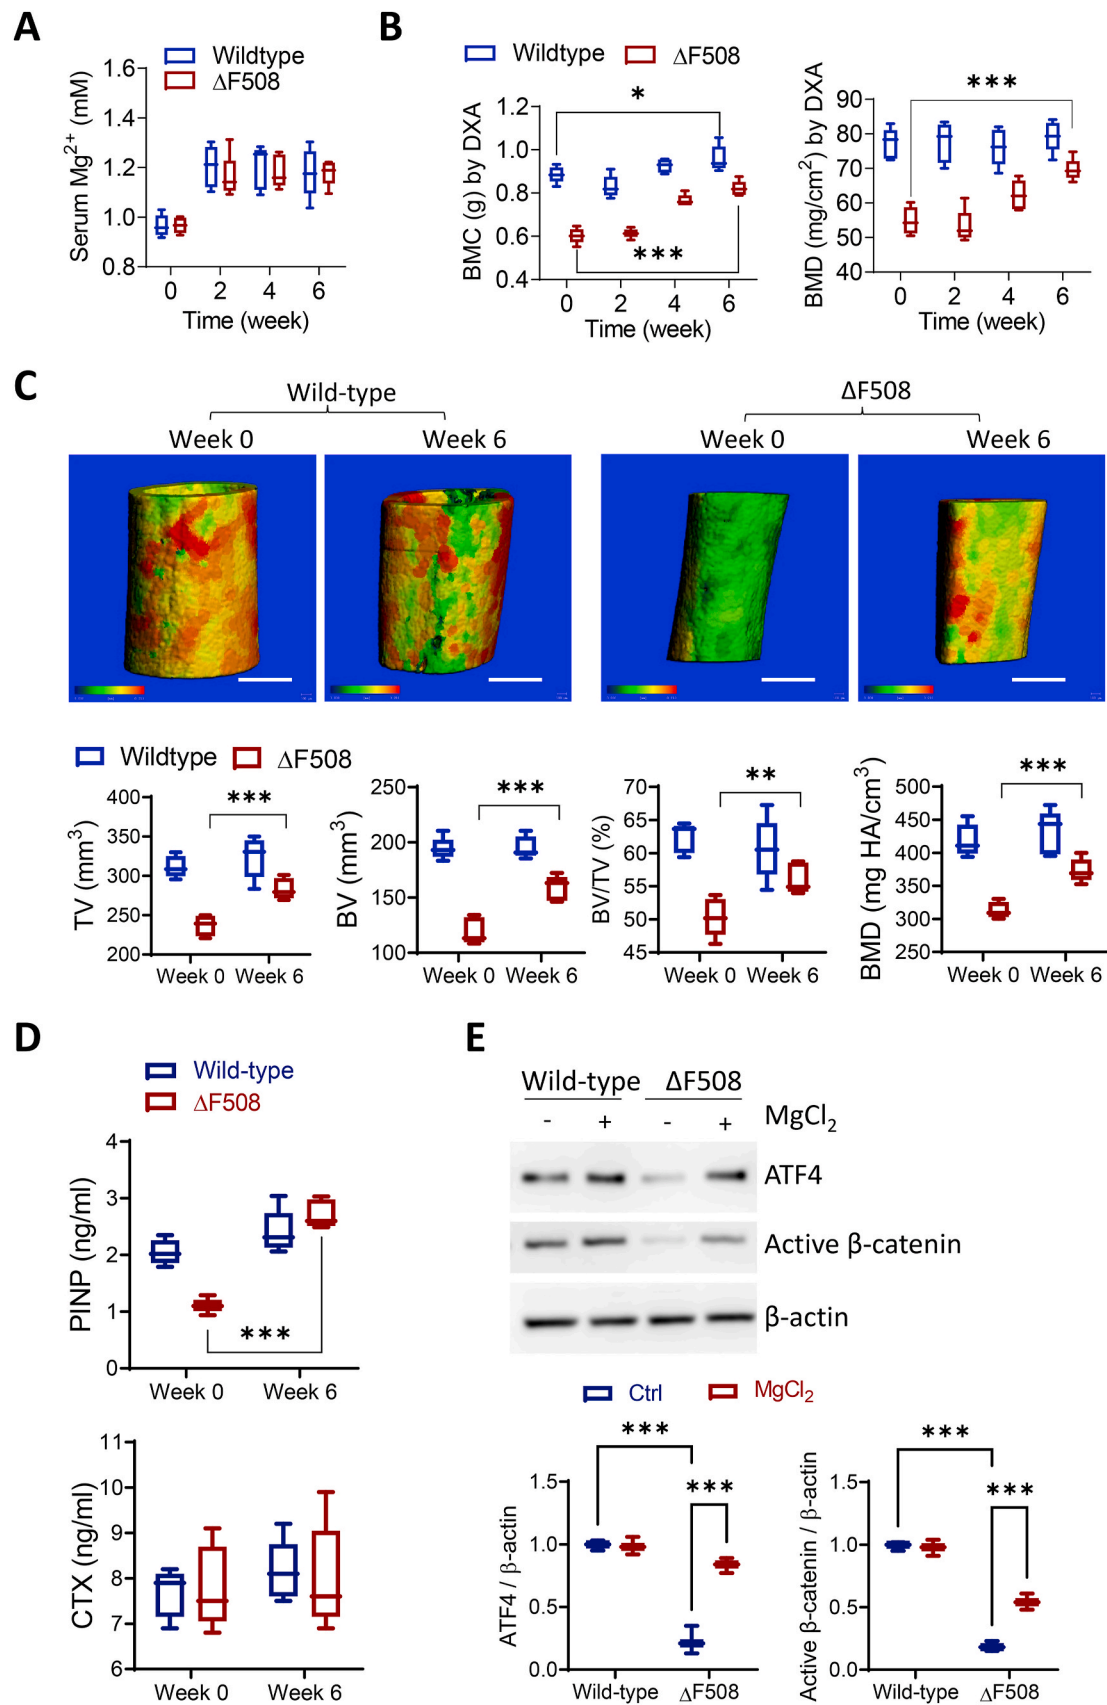 A
Wildtype
ΔF508
Serum Mg²⁺ (mM)
1.6
1.4
1.2
1.0
0.8
0 2 4 6
Time (week)
B
Wildtype ΔF508
BMC (g) by DXA
1.2
1.0
0.8
0.6
0.4
*
***
0 2 4 6
Time (week)
BMD (mg/cm²) by DXA
90
80
70
60
50
40
***
0 2 4 6
Time (week)
C
Wild-type ΔF508
Week 0 Week 6 Week 0 Week 6
Wildtype ΔF508
TV (mm³)
400
350
300
250
200
***
Week 0 Week 6
BV (mm³)
250
200
150
100
***
Week 0 Week 6
BV/TV (%)
70
65
60
55
50
45
**
Week 0 Week 6
BMD (mg HA/cm³)
500
450
400
350
300
250
***
Week 0 Week 6
D
Wild-type
ΔF508
PINP (ng/ml)
4
3
2
1
0
***
Week 0 Week 6
CTX (ng/ml)
11
10
9
8
7
6
Week 0 Week 6
E
Wild-type ΔF508
- + - + MgCl₂
ATF4
Active β-catenin
β-actin
Ctrl MgCl₂
ATF4 / β-actin
1.5
1.0
0.5
0.0
***
***
Wild-type ΔF508
Active β-catenin / β-actin
1.5
1.0
0.5
0.0
***
***
Wild-type ΔF508